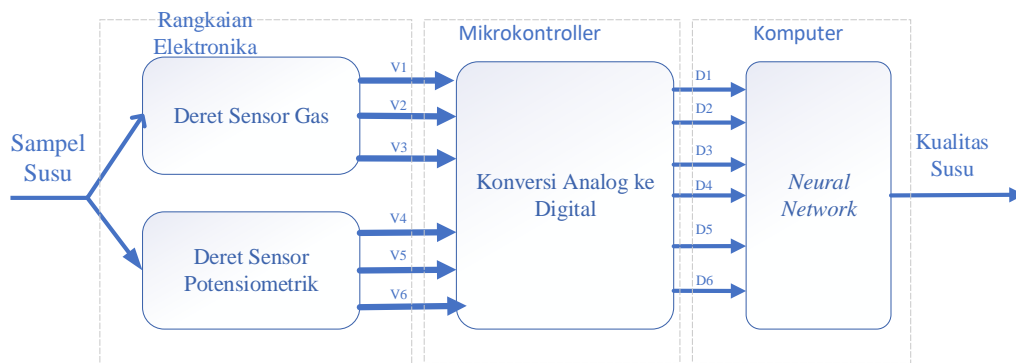 Rangkaian
Elektronika
Mikrokontroller
Komputer
Sampel
Susu
Deret Sensor Gas
Deret Sensor
Potensiometrik
V1
V2
V3
V4
V5
V6
Konversi Analog ke
Digital
D1
D2
D3
D4
D5
D6
Neural
Network
Kualitas
Susu